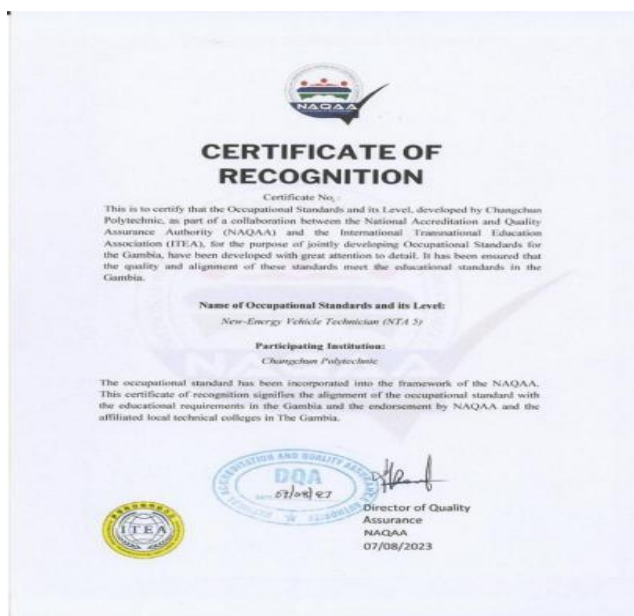 NAQAA
CERTIFICATE OF
RECOGNITION
Certificate No.:
This is to certify that the Occupational Standards and its Level, developed by Changchun
Polytechnic, as part of a collaboration between the National Accreditation and Quality
Assurance Authority (NAQAA) and the International Transnational Education
Association (ITEA), for the purpose of jointly developing Occupational Standards for
the Gambia, have been developed with great attention to detail. It has been ensured that
the quality and alignment of these standards meet the educational standards in the
Gambia.
Name of Occupational Standards and its Level:
New-Energy Vehicle Technician (NTA 5)
Participating Institution:
Changchun Polytechnic
The occupational standard has been incorporated into the framework of the NAQAA.
This certificate of recognition signifies the alignment of the occupational standard with
the educational requirements in the Gambia and the endorsement by NAQAA and the
affiliated local technical colleges in The Gambia.
ACCREDITATION AND QUALITY ASSURANCE
DQA
ITEA
Director of Quality
Assurance
NAQAA
07/08/2023